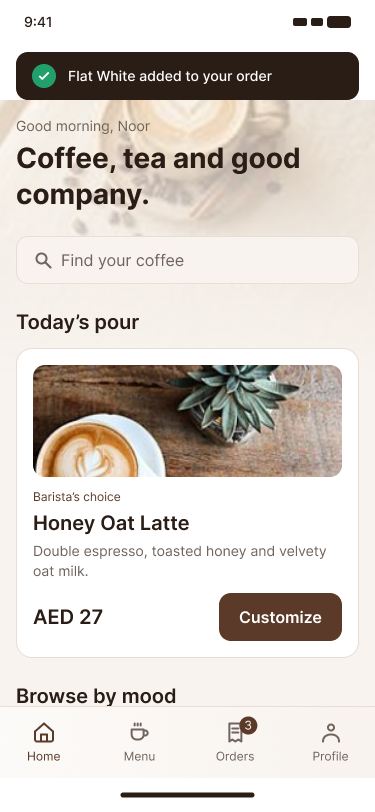 9:41
Flat White added to your order
Good morning, Noor
Coffee, tea and good
company.
Find your coffee
Today’s pour
Barista’s choice
Honey Oat Latte
Double espresso, toasted honey and velvety
oat milk.
AED 27
Customize
Browse by mood
3
Home
Menu
Orders
Profile